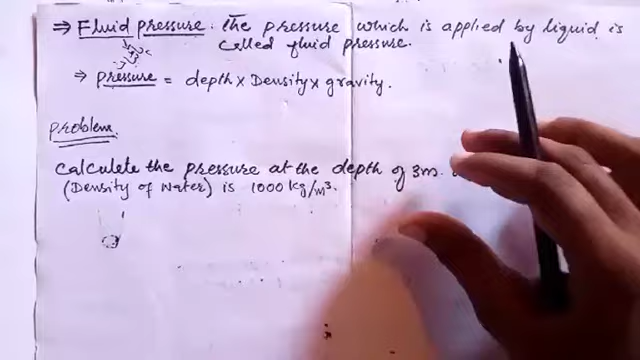 ⇒ Fluid pressure. The pressure which is applied by liquid is
called fluid pressure.
⇒ pressure = depth x Density x gravity.
problem
Calculate the pressure at the depth of 3m.
(Density of Water) is 1000 kg/m³.